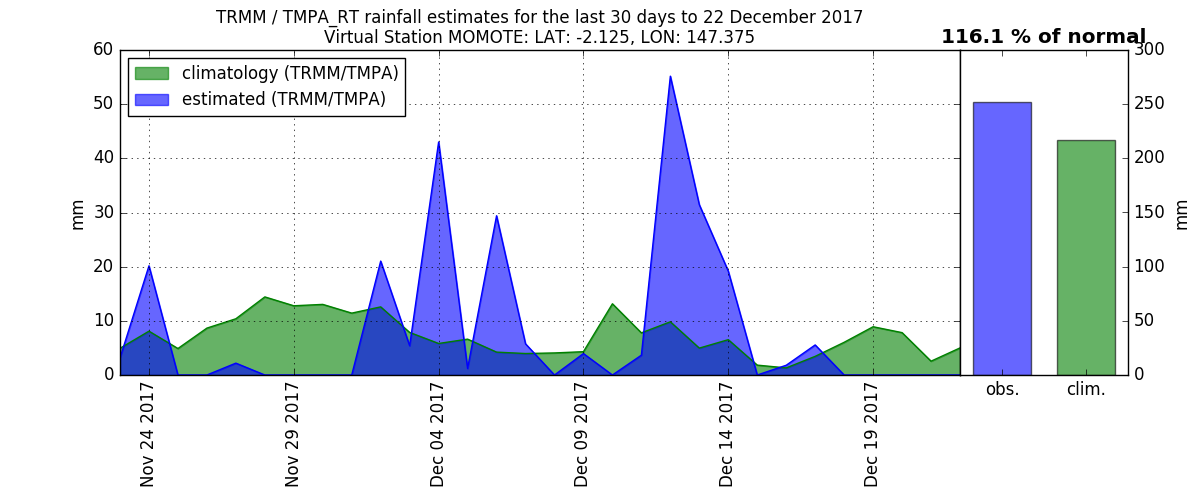 TRMM / TMPA_RT rainfall estimates for the last 30 days to 22 December 2017
Virtual Station MOMOTE: LAT: -2.125, LON: 147.375
116.1 % of normal
climatology (TRMM/TMPA)
estimated (TRMM/TMPA)
60
50
40
30
20
10
0
mm
Nov 24 2017
Nov 29 2017
Dec 04 2017
Dec 09 2017
Dec 14 2017
Dec 19 2017
obs.
clim.
300
250
200
150
100
50
0
mm